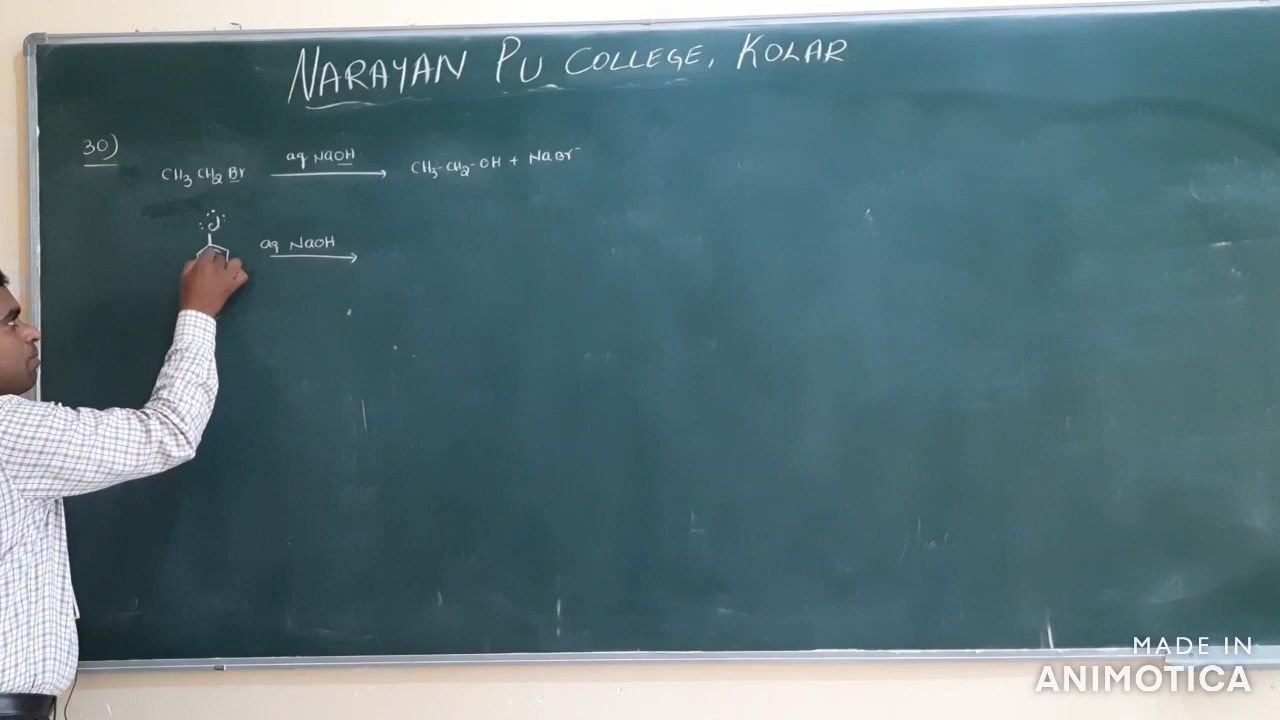 NARAYAN PU COLLEGE, KOLAR
30)
CH3 CH2 Br aq NaOH CH3-CH2-OH + NaBr-
Cl
aq NaOH
MADE IN
ANIMOTICA